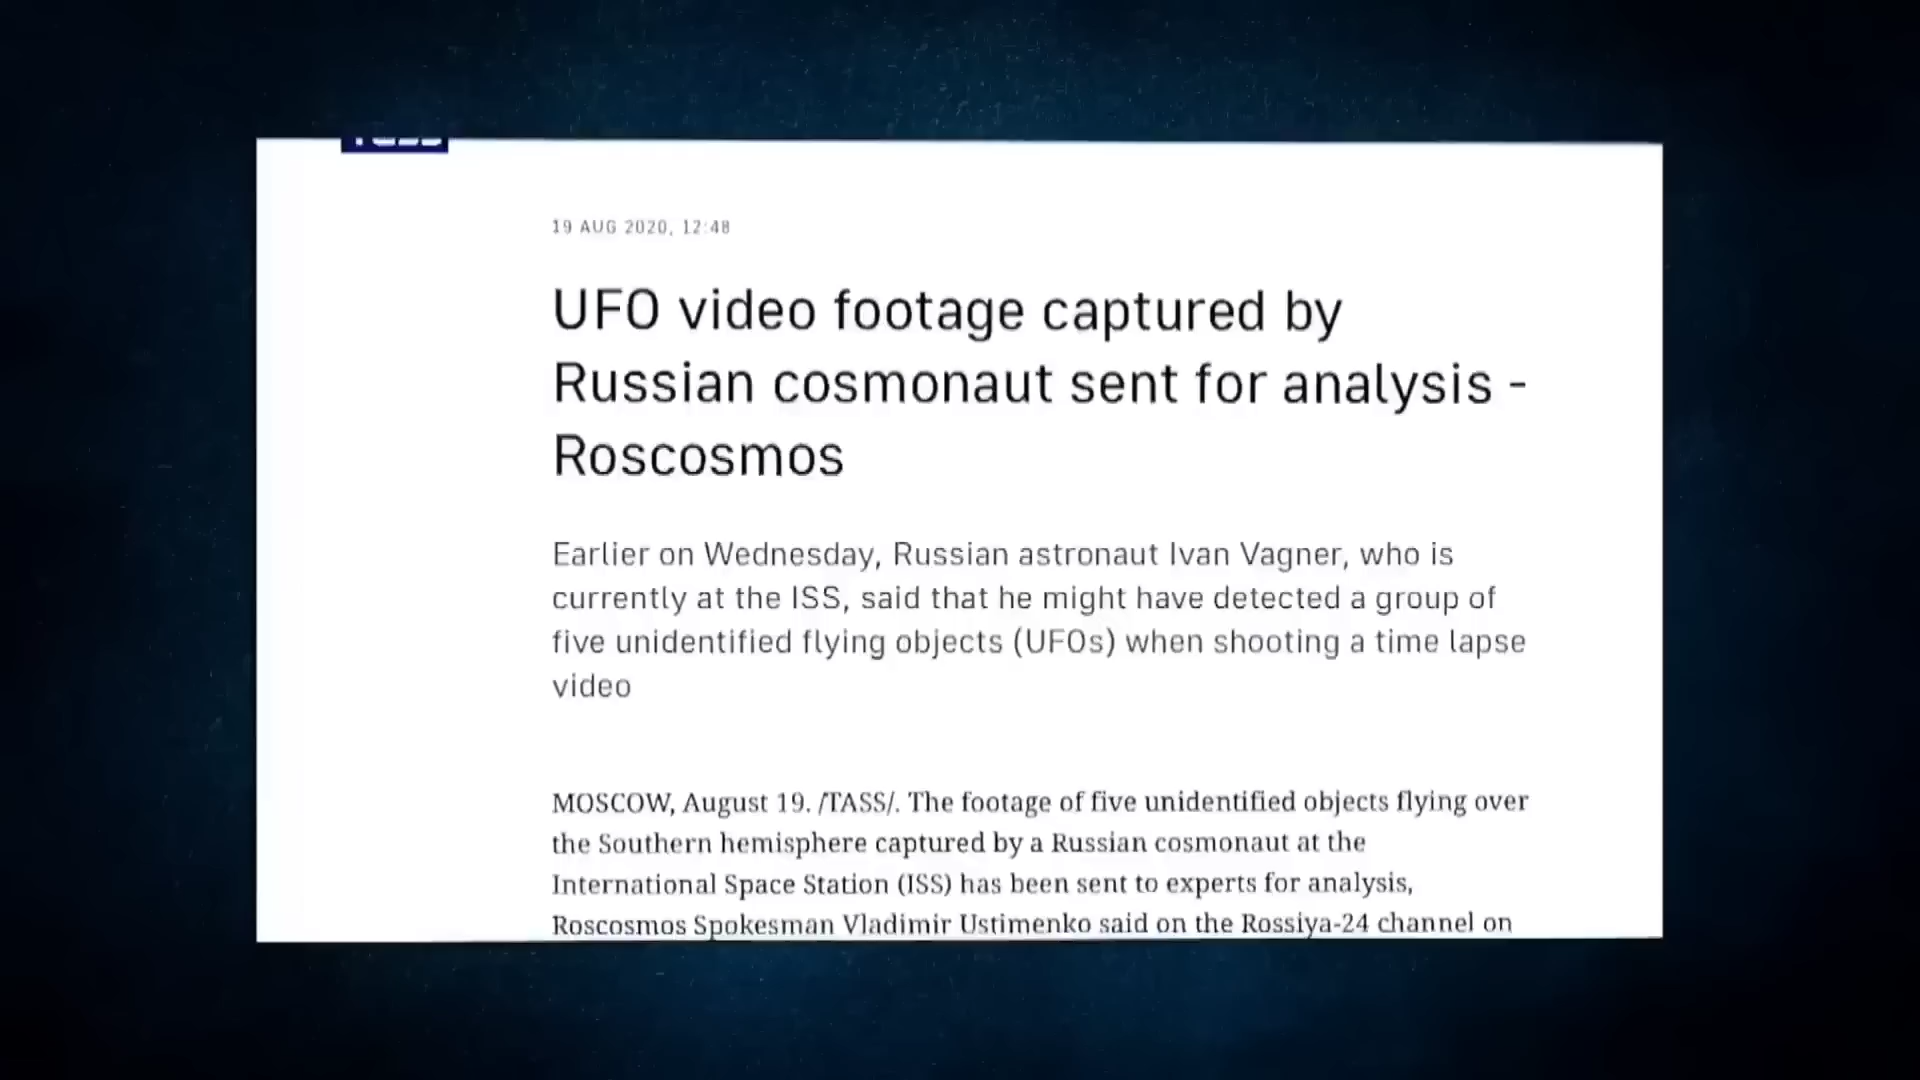 19 AUG 2020, 12:48
UFO video footage captured by
Russian cosmonaut sent for analysis -
Roscosmos
Earlier on Wednesday, Russian astronaut Ivan Vagner, who is
currently at the ISS, said that he might have detected a group of
five unidentified flying objects (UFOs) when shooting a time lapse
video
MOSCOW, August 19. /TASS/. The footage of five unidentified objects flying over
the Southern hemisphere captured by a Russian cosmonaut at the
International Space Station (ISS) has been sent to experts for analysis,
Roscosmos Spokesman Vladimir Ustimenko said on the Rossiya-24 channel on